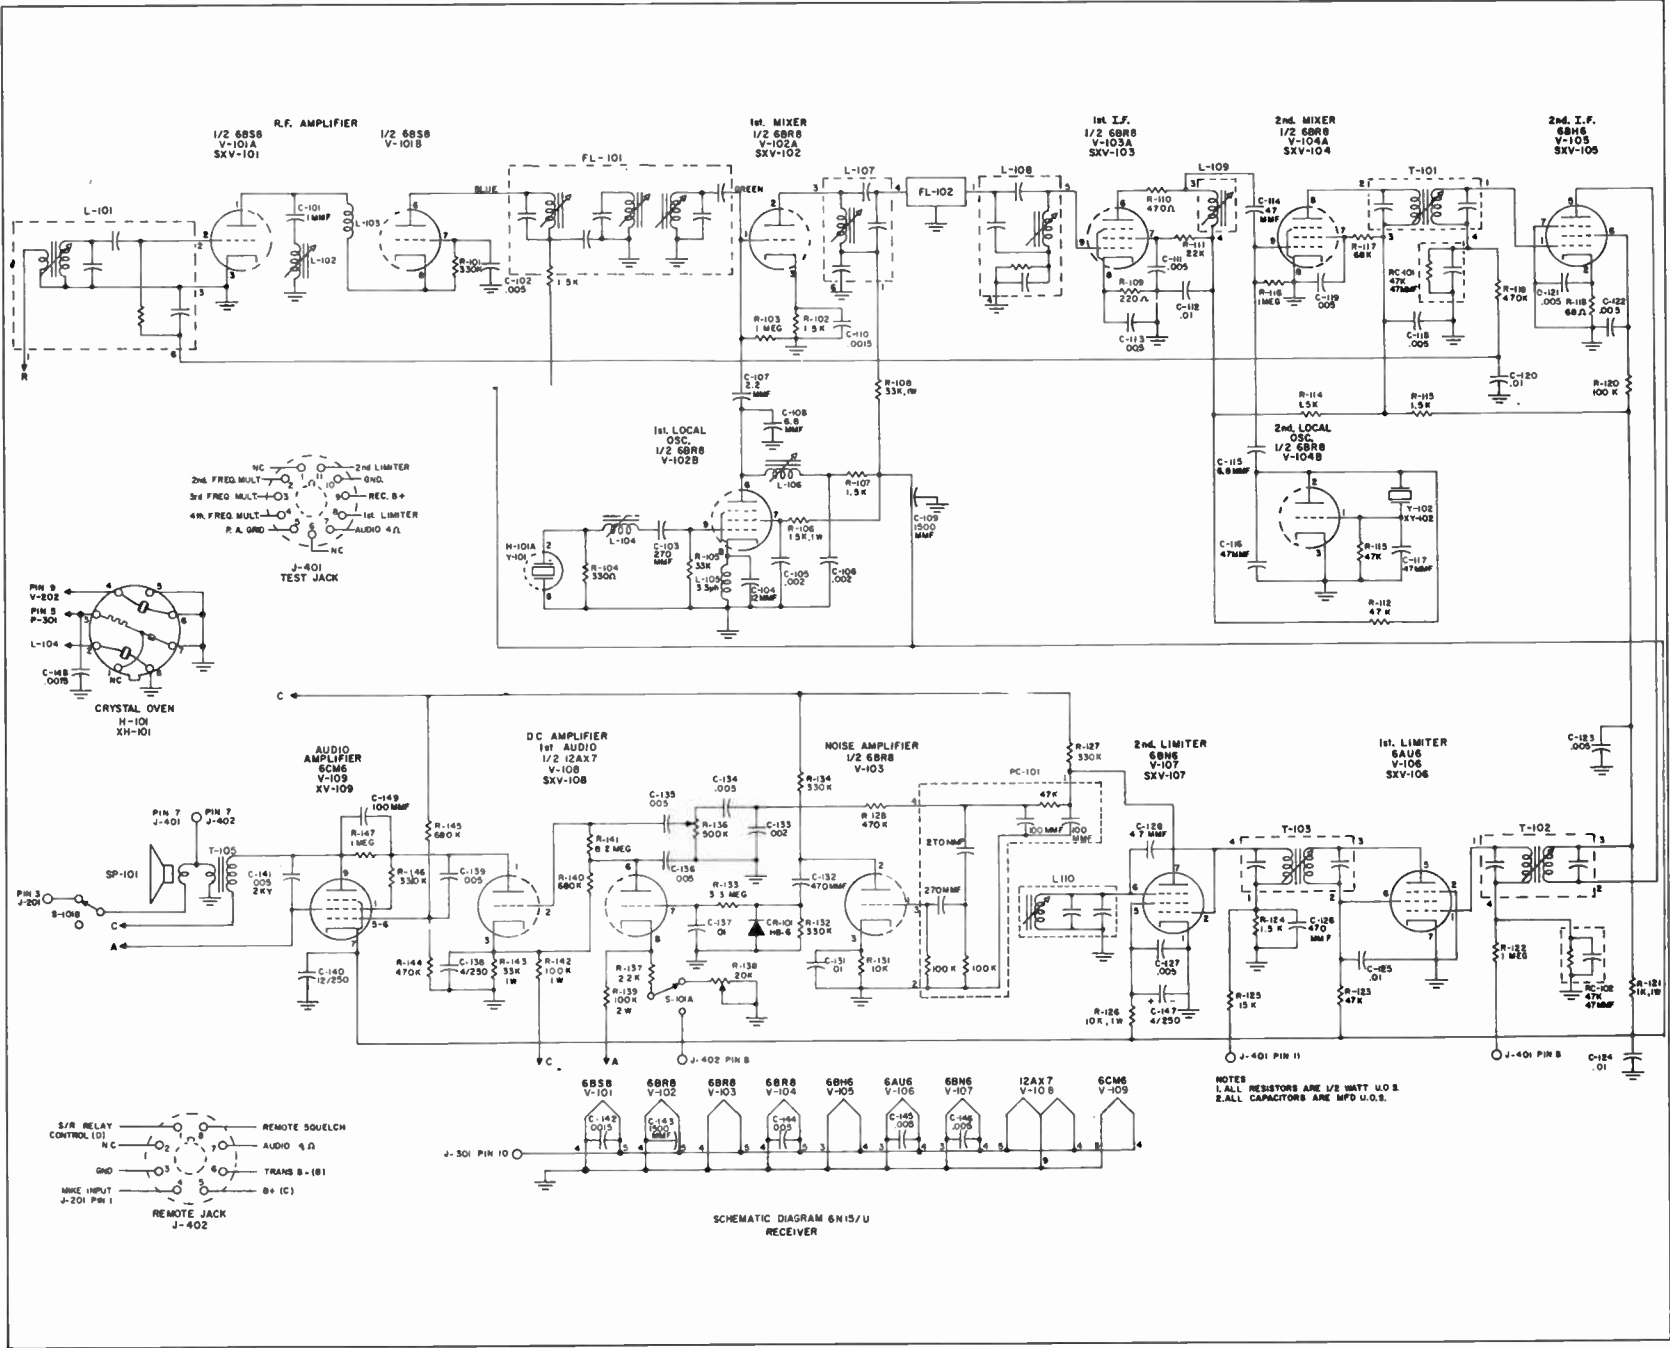 R.F. AMPLIFIER
1/2 6BS8
V-101A
SXV-101
1/2 6BS8
V-101B
FL-101
1st. MIXER
1/2 6BR8
V-102A
SXV-102
L-107
FL-102
L-108
1st I.F.
1/2 6BR8
V-103A
SXV-103
L-109
2nd. MIXER
1/2 6BR8
V-104A
SXV-104
T-101
2nd. I.F.
6BH6
V-105
SXV-105
L-101
C-101
1 MMF
L-102
L-103
BLUE
GREEN
R-101
330K
C-102
.005
1.5K
R-103
1 MEG
R-102
1.5K
C-110
.0015
R-110
470Ω
R-111
22K
C-111
.005
R-109
220Ω
C-112
.01
C-113
.005
C-114
47
MMF
R-117
68K
R-116
1 MEG
C-119
.005
RC-101
47K
47MMF
C-118
.005
R-118
470K
C-121
.005
68Ω
C-122
.005
R
C-120
.01
R-120
100K
C-107
2.2
MMF
C-108
6.8
MMF
R-108
33K, 1W
R-114
1.5K
R-115
1.5K
1st. LOCAL
OSC.
1/2 6BR8
V-102B
2nd. LOCAL
OSC.
1/2 6BR8
V-104B
C-115
6.8MMF
L-106
R-107
1.5K
C-109
1500
MMF
H-101A
Y-101
L-104
R-104
330Ω
C-103
270
MMF
R-105
33K
L-105
3.3μh
C-104
12MMF
R-106
15K, 1W
C-105
.002
C-106
.002
C-116
47MMF
Y-102
XY-102
R-113
47K
C-117
47MMF
R-112
47K
NC
2nd LIMITER
2nd. FREQ. MULT.
GND.
3rd FREQ MULT.
REC. B+
4th. FREQ. MULT.
1st. LIMITER
P. A. GRID
AUDIO 4Ω
NC
J-401
TEST JACK
PIN 9
V-202
PIN 5
P-301
L-104
C-148
.0015
NC
CRYSTAL OVEN
H-101
XH-101
C
AUDIO
AMPLIFIER
6CM6
V-109
XV-109
DC AMPLIFIER
1st AUDIO
1/2 12AX7
V-108
SXV-108
NOISE AMPLIFIER
1/2 6BR8
V-103
PC-101
R-127
330K
2nd. LIMITER
6BN6
V-107
SXV-107
1st. LIMITER
6AU6
V-106
SXV-106
C-123
.005
PIN 7
J-401
PIN 7
J-402
T-105
SP-101
PIN 3
J-201
S-101B
C
A
C-149
100MMF
R-147
1 MEG
R-145
680K
R-146
330K
C-139
.005
C-141
.005
2KV
5-6
C-140
12/250
R-144
470K
C-138
4/250
R-143
33K
1W
R-142
100K
1W
R-141
8.2 MEG
R-140
680K
C-135
.005
R-136
500K
C-134
.005
C-136
.005
C-133
.002
R-134
330K
R-133
3.3 MEG
C-137
.01
CR-101
HB-6
C-132
470MMF
R-132
330K
R-137
2.2K
R-139
100K
2W
S-101A
R-138
20K
J-402 PIN 8
C
A
R-128
470K
C-131
.01
R-131
10K
47K
100MMF
100
MMF
270MMF
270MMF
100K
100K
L110
C-128
4.7 MMF
C-127
.005
C-147
4/250
R-126
10K, 1W
T-103
R-124
1.5K
C-126
470
MMF
R-125
15K
J-401 PIN 11
C-125
.01
R-123
47K
T-102
R-122
1 MEG
RC-102
47K
47MMF
R-121
1K, 1W
J-401 PIN 8
C-124
.01
NOTES
1. ALL RESISTORS ARE 1/2 WATT U.O.S.
2. ALL CAPACITORS ARE MFD U.O.S.
6BS8
V-101
6BR8
V-102
6BR8
V-103
6BR8
V-104
6BH6
V-105
6AU6
V-106
6BN6
V-107
12AX7
V-108
6CM6
V-109
C-142
.0015
C-143
1500
MMF
C-144
.005
C-145
.005
C-146
.005
J-301 PIN 10
S/R RELAY
CONTROL (D)
REMOTE SQUELCH
NC
AUDIO 4Ω
GND
TRANS B-(B)
MIKE INPUT
J-201 PIN 1
B+ (C)
REMOTE JACK
J-402
SCHEMATIC DIAGRAM 6N15/U
RECEIVER